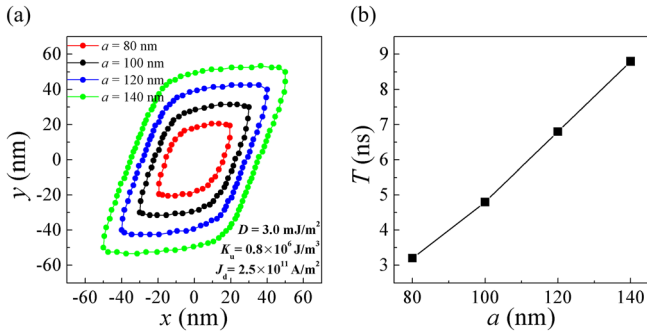 (a)
a = 80 nm
a = 100 nm
a = 120 nm
a = 140 nm
D = 3.0 mJ/m²
Kᵤ = 0.8×10⁶ J/m³
J_d = 2.5×10¹¹ A/m²
60
40
20
0
-20
-40
-60
y (nm)
-60 -40 -20 0 20 40 60
x (nm)
(b)
9
8
7
6
5
4
3
T (ns)
80 100 120 140
a (nm)